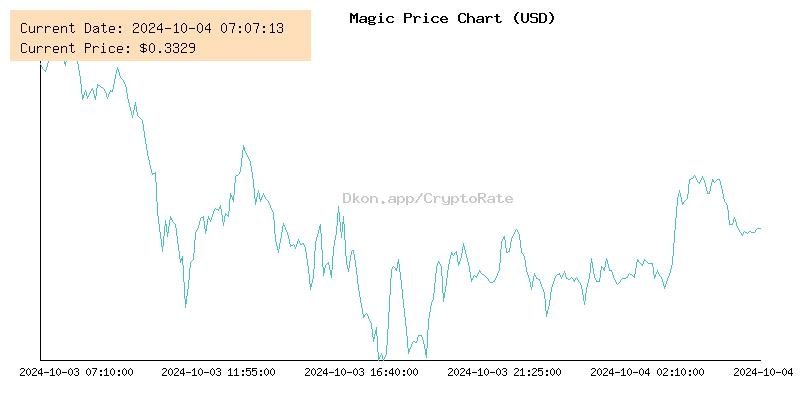 Magic Price Chart (USD)
Current Date: 2024-10-04 07:07:13
Current Price: $0.3329
Dkon.app/CryptoRate
2024-10-03 07:10:00 2024-10-03 11:55:00 2024-10-03 16:40:00 2024-10-03 21:25:00 2024-10-04 02:10:00 2024-10-04